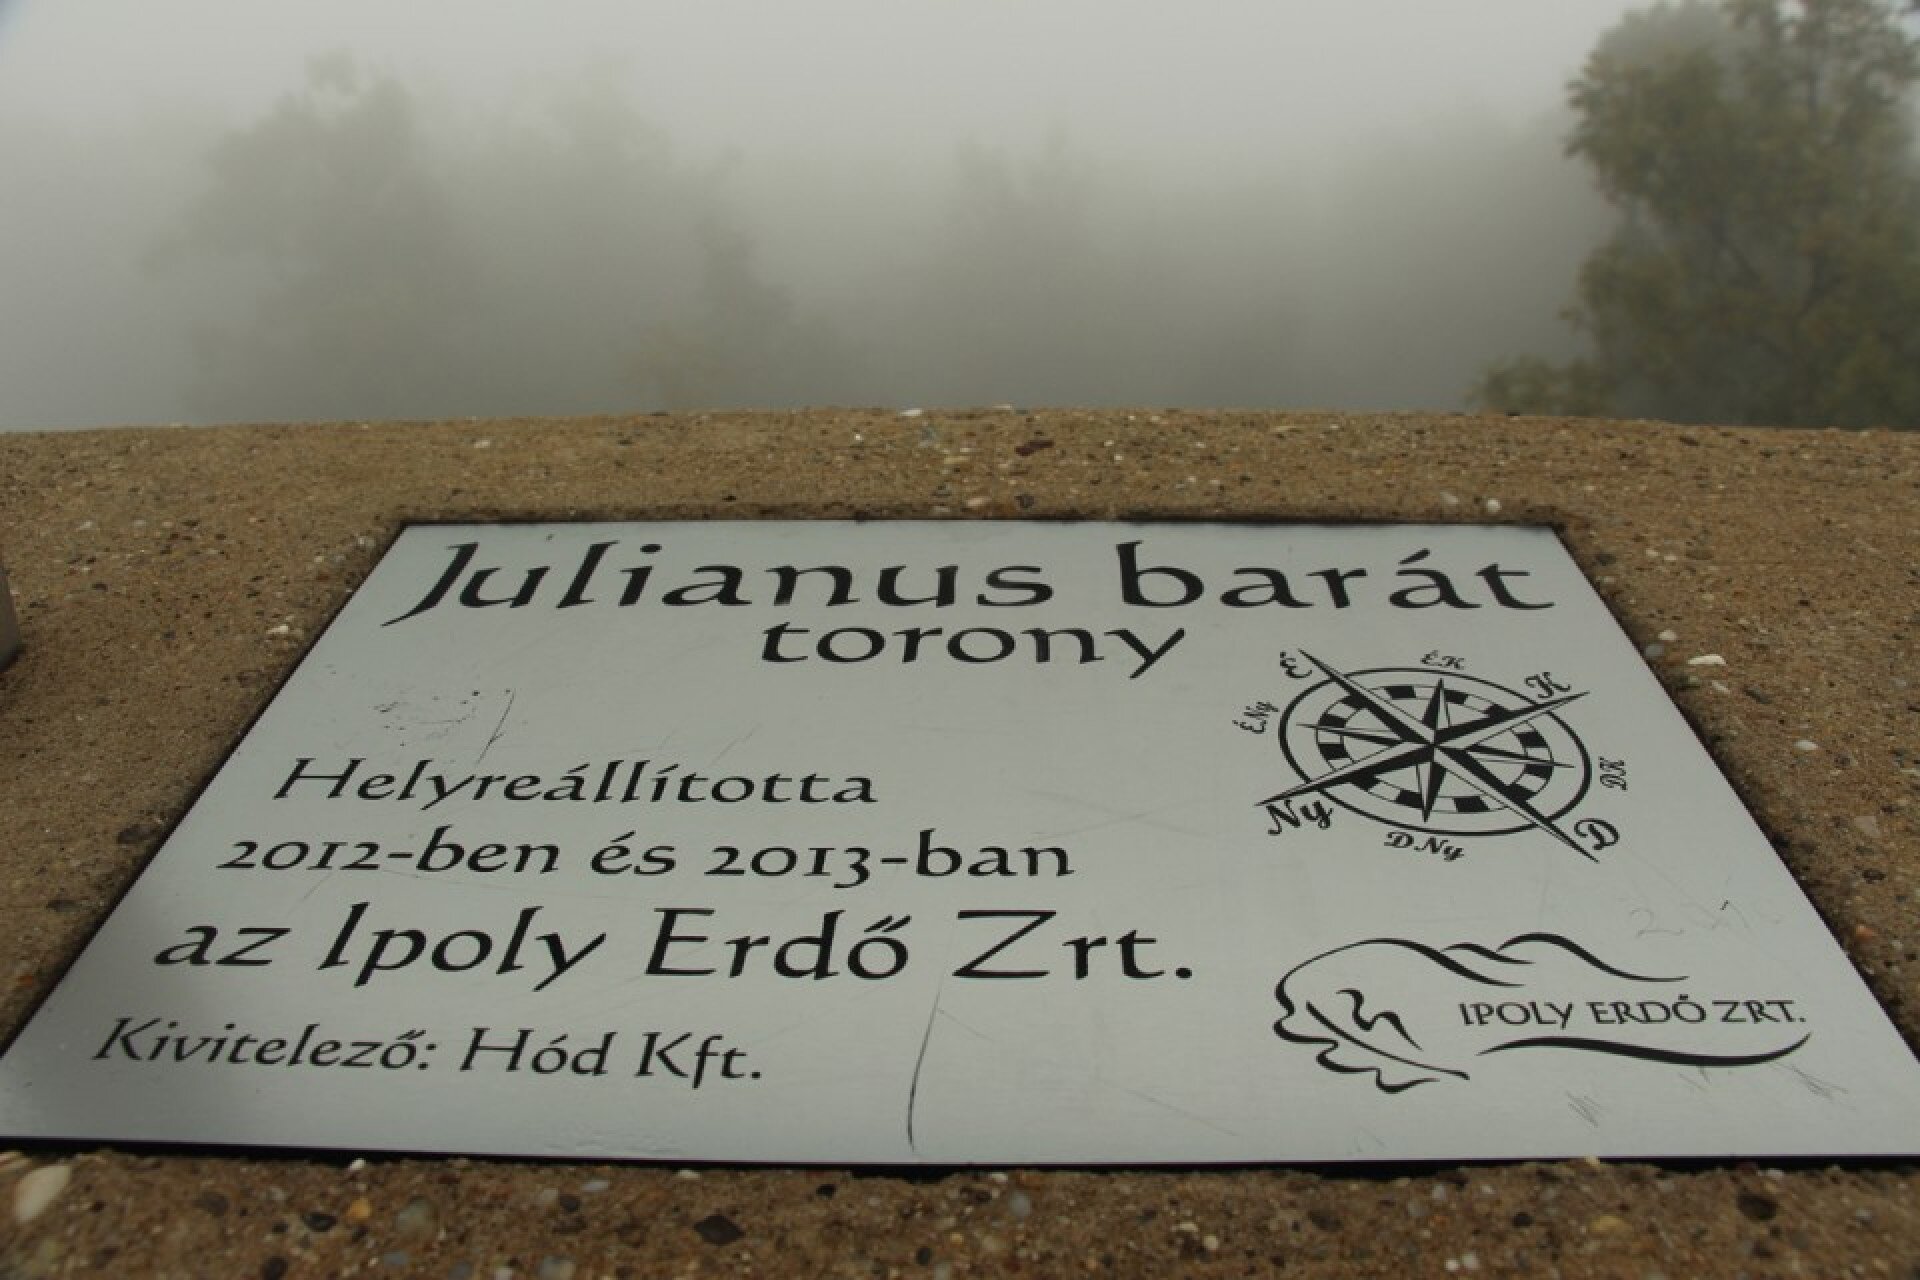 Julianus barát
torony
É
ÉK
K
ÉNy
DK
Ny
DNy
D
Helyreállította
2012-ben és 2013-ban
az Ipoly Erdő Zrt.
Kivitelező: Hód Kft.
IPOLY ERDŐ ZRT.